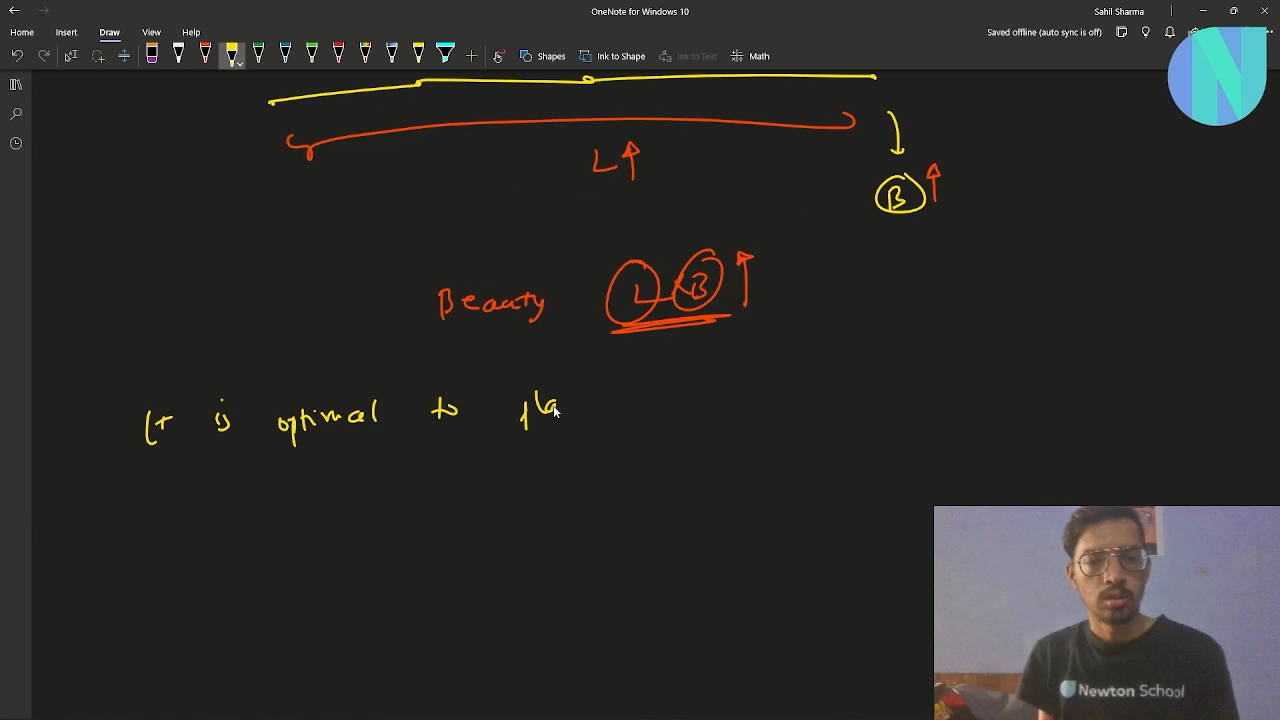 OneNote for Windows 10
Sahil Sharma
Home Insert Draw View Help
Saved offline (auto sync is off)
Shapes Ink to Shape Ink to Text Math
L
B
Beauty L-B
It is optimal to pla
Newton School